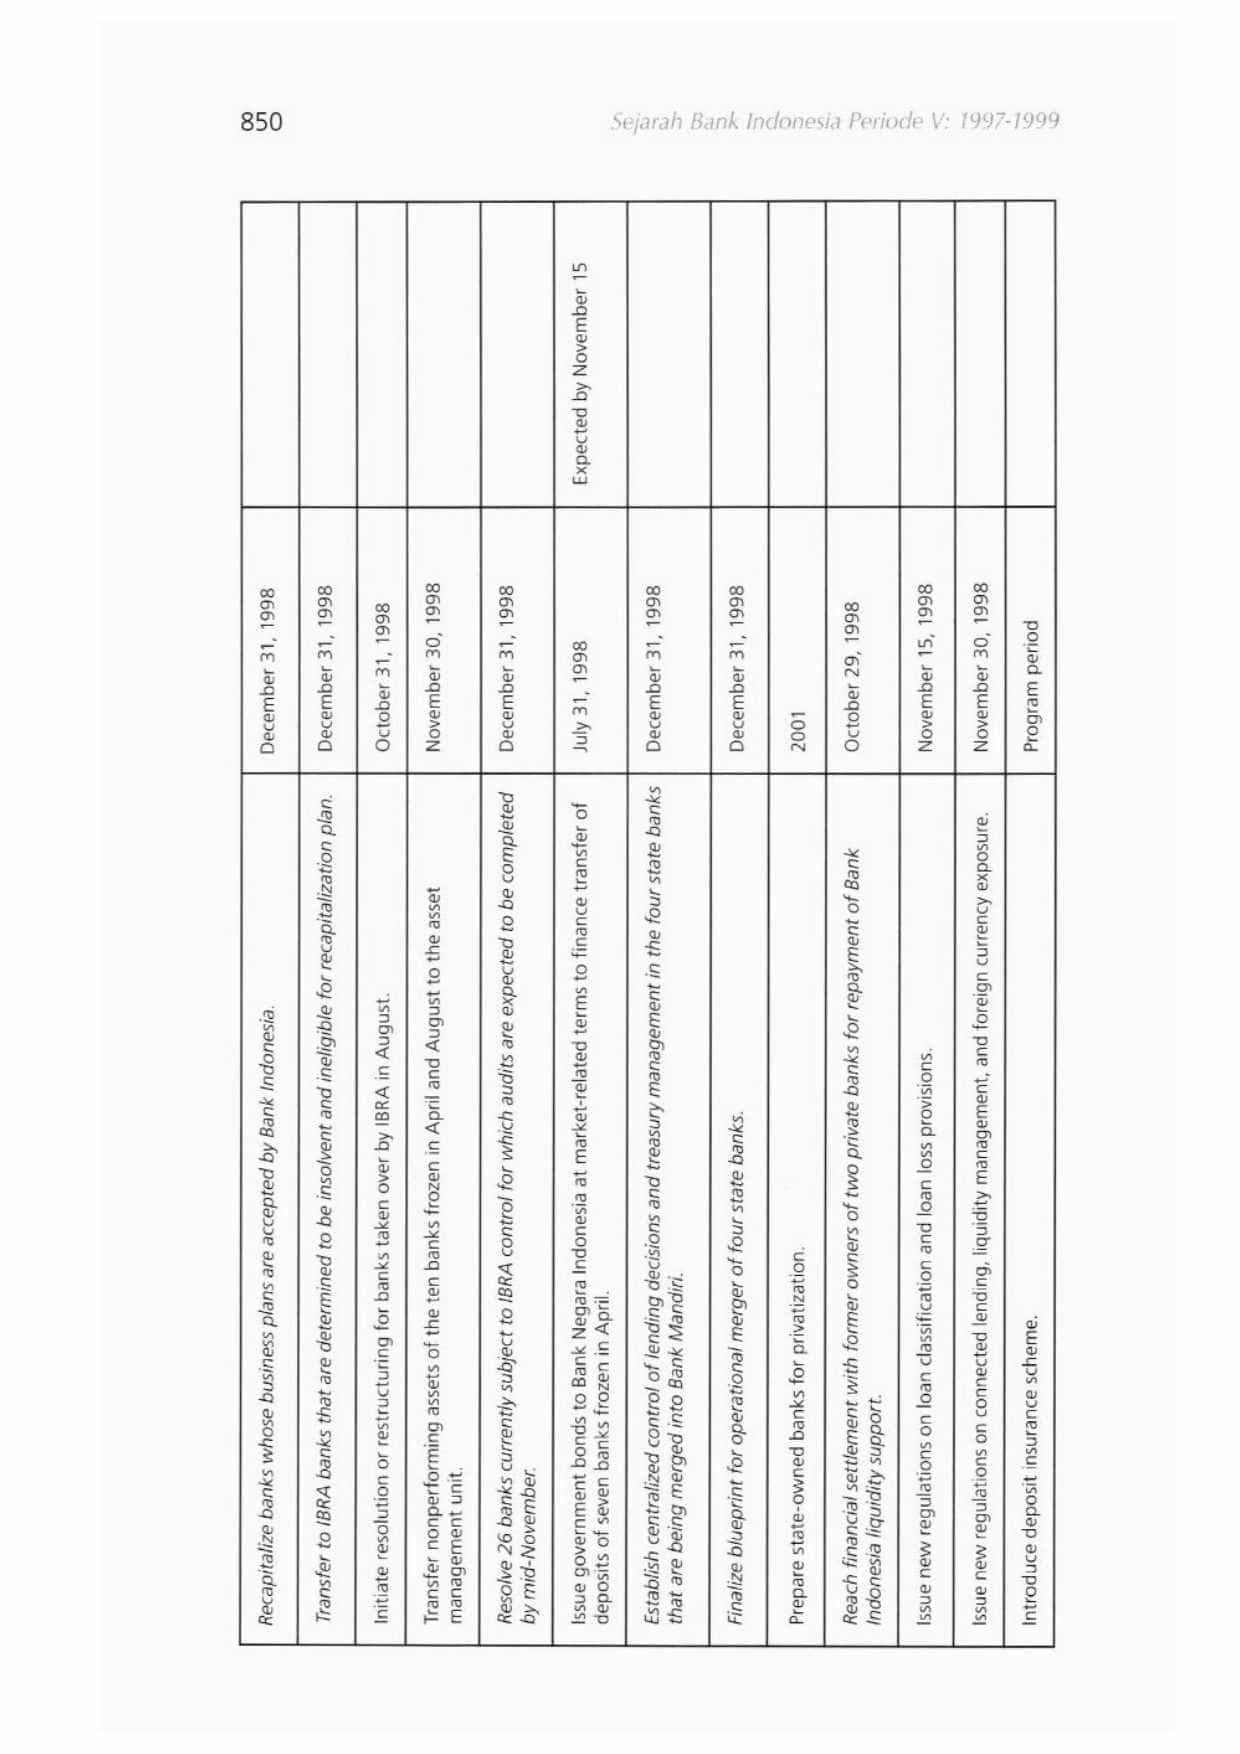 850
Sejarah Bank Indonesia Periode V: 1997-1999
Recapitalize banks whose business plans are accepted by Bank Indonesia.
December 31, 1998
Transfer to IBRA banks that are determined to be insolvent and ineligible for recapitalization plan.
December 31, 1998
Initiate resolution or restructuring for banks taken over by IBRA in August.
October 31, 1998
Transfer nonperforming assets of the ten banks frozen in April and August to the asset
management unit.
November 30, 1998
Resolve 26 banks currently subject to IBRA control for which audits are expected to be completed
by mid-November.
December 31, 1998
Issue government bonds to Bank Negara Indonesia at market-related terms to finance transfer of
deposits of seven banks frozen in April.
July 31, 1998
Expected by November 15
Establish centralized control of lending decisions and treasury management in the four state banks
that are being merged into Bank Mandiri.
December 31, 1998
Finalize blueprint for operational merger of four state banks.
December 31, 1998
Prepare state-owned banks for privatization.
2001
Reach financial settlement with former owners of two private banks for repayment of Bank
Indonesia liquidity support.
October 29, 1998
Issue new regulations on loan classification and loan loss provisions.
November 15, 1998
Issue new regulations on connected lending, liquidity management, and foreign currency exposure.
November 30, 1998
Introduce deposit insurance scheme.
Program period